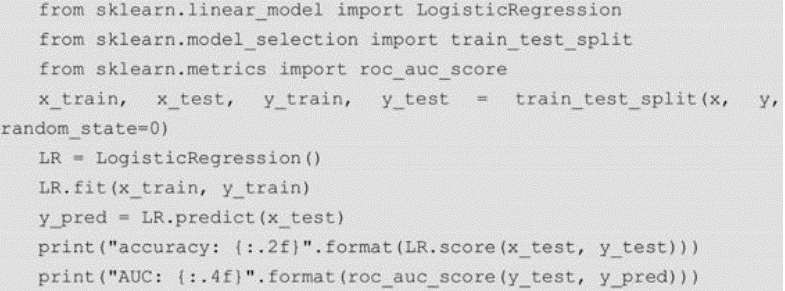 from sklearn.linear_model import LogisticRegression
from sklearn.model_selection import train_test_split
from sklearn.metrics import roc_auc_score
x_train, x_test, y_train, y_test = train_test_split(x, y,
random_state=0)
LR = LogisticRegression()
LR.fit(x_train, y_train)
y_pred = LR.predict(x_test)
print("accuracy: {:.2f}".format(LR.score(x_test, y_test)))
print("AUC: {:.4f}".format(roc_auc_score(y_test, y_pred)))